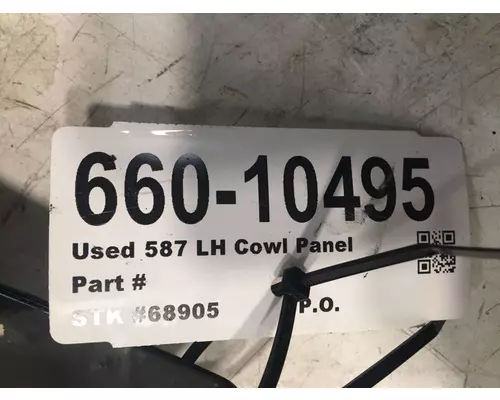 660-10495
Used 587 LH Cowl Panel
Part #
STK #68905 P.O.